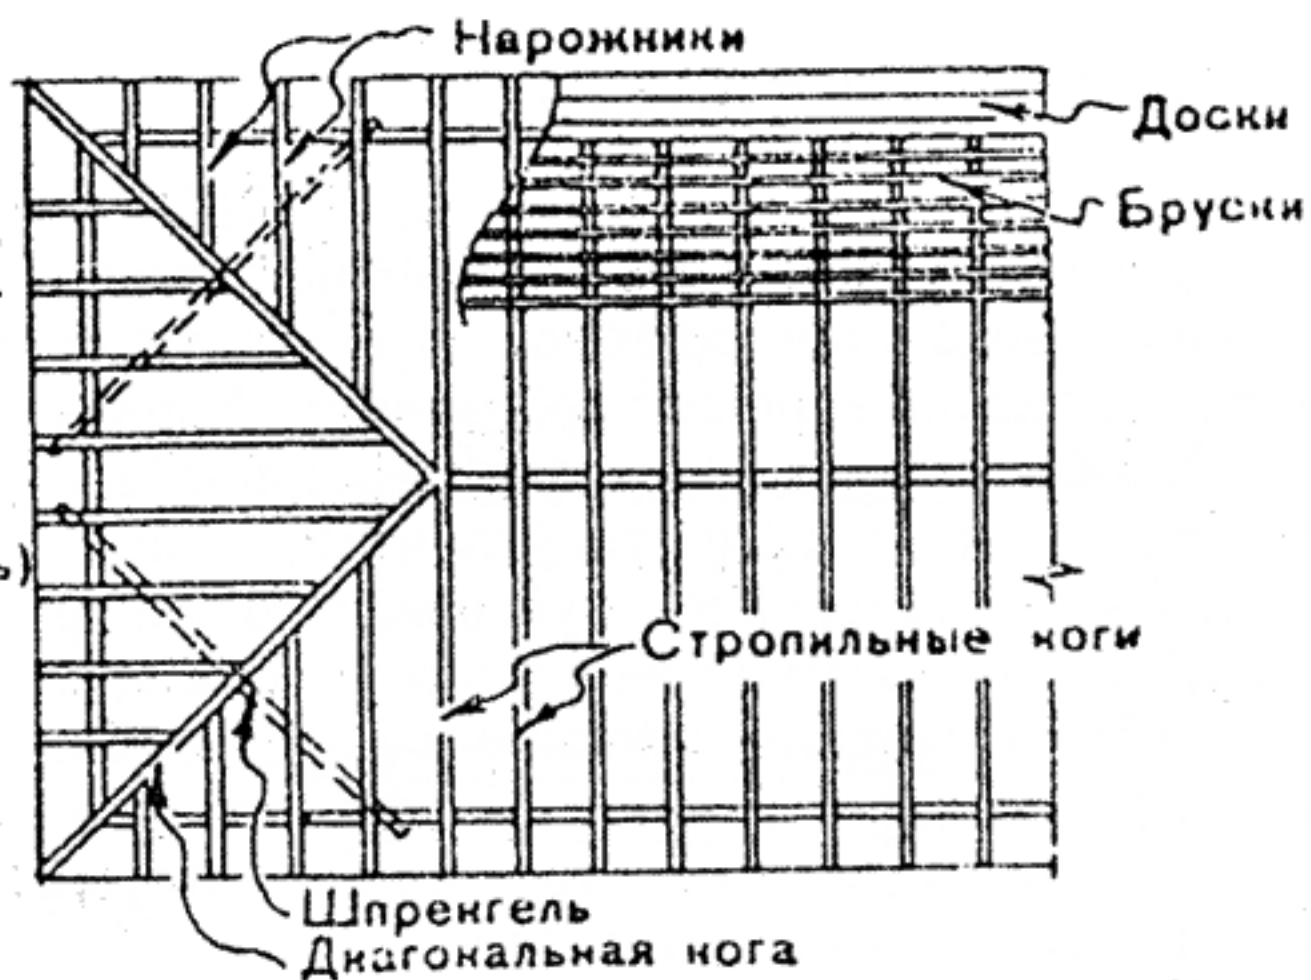 Нарожники
Доски
Бруски
ь)
Стропильные ноги
Шпренгель
Диагональная нога